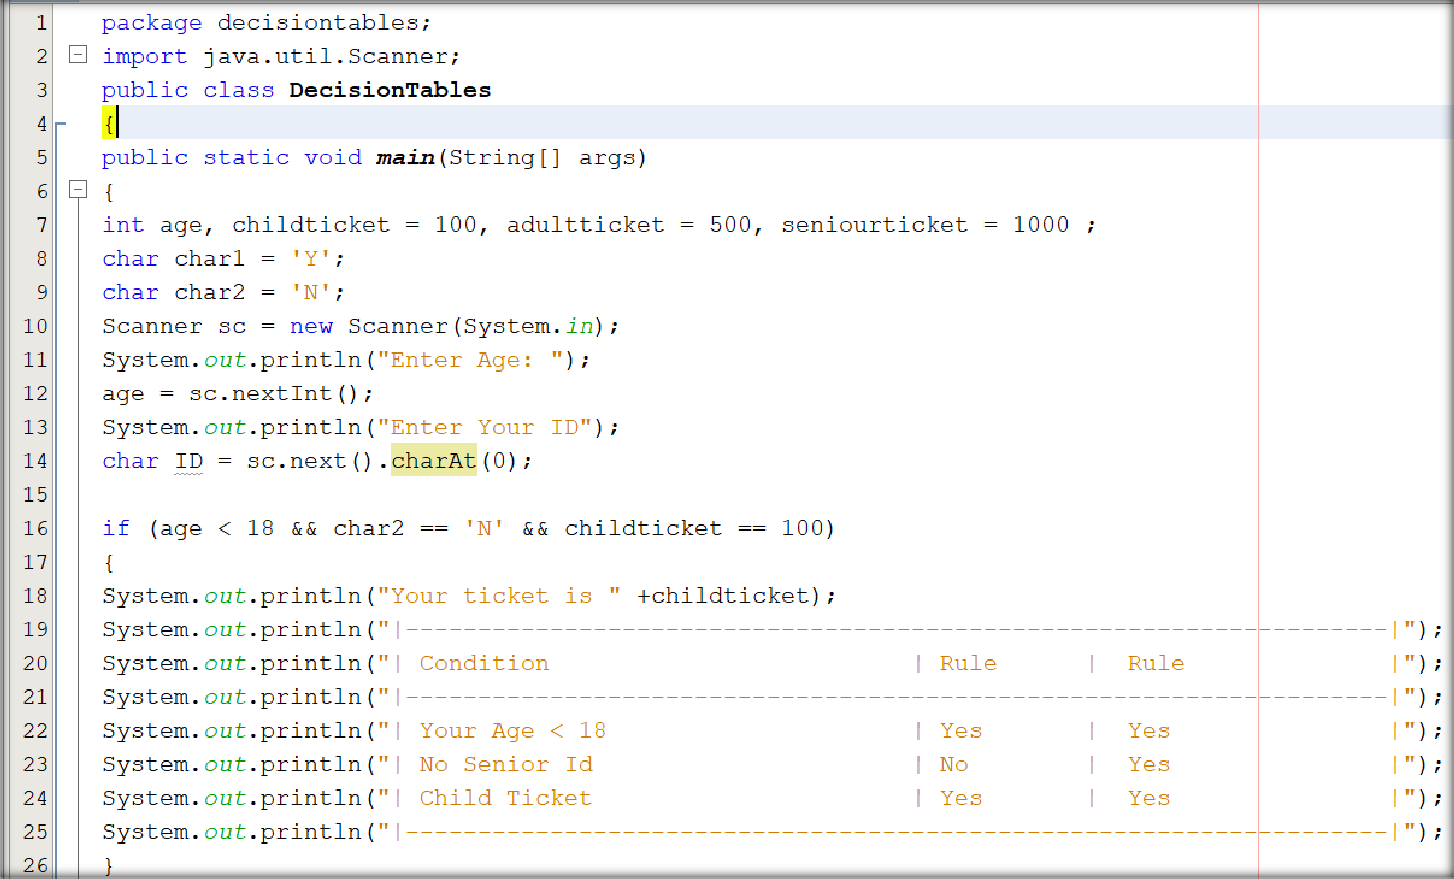 1 package decisiontables;
2 import java.util.Scanner;
3 public class DecisionTables
4 {
5 public static void main(String[] args)
6 {
7 int age, childticket = 100, adultticket = 500, seniourticket = 1000 ;
8 char char1 = 'Y';
9 char char2 = 'N';
10 Scanner sc = new Scanner(System.in);
11 System.out.println("Enter Age: ");
12 age = sc.nextInt();
13 System.out.println("Enter Your ID");
14 char ID = sc.next().charAt(0);
15
16 if (age < 18 && char2 == 'N' && childticket == 100)
17 {
18 System.out.println("Your ticket is " +childticket);
19 System.out.println("|--------------------------------------------------------------------|");
20 System.out.println("| Condition | Rule | Rule |");
21 System.out.println("|--------------------------------------------------------------------|");
22 System.out.println("| Your Age < 18 | Yes | Yes |");
23 System.out.println("| No Senior Id | No | Yes |");
24 System.out.println("| Child Ticket | Yes | Yes |");
25 System.out.println("|--------------------------------------------------------------------|");
26 }